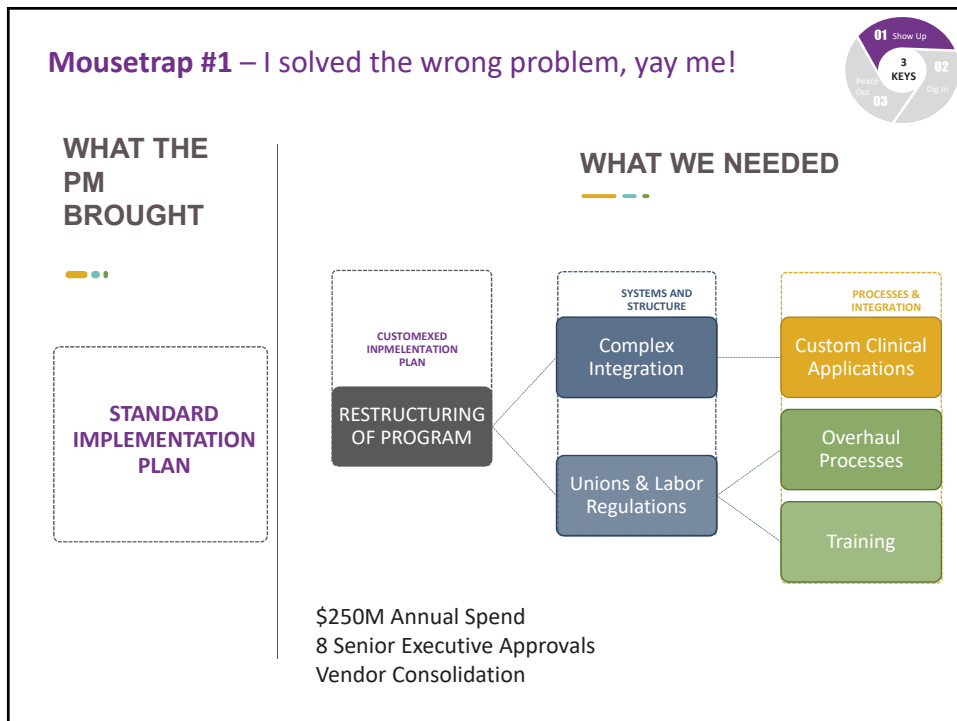 Mousetrap #1 – I solved the wrong problem, yay me!
01 Show Up
3
KEYS
02
Dig In
Peace
Out
03
WHAT THE
PM
BROUGHT
STANDARD
IMPLEMENTATION
PLAN
WHAT WE NEEDED
CUSTOMEXED
INPMELENTATION
PLAN
RESTRUCTURING
OF PROGRAM
SYSTEMS AND
STRUCTURE
Complex
Integration
Unions & Labor
Regulations
PROCESSES &
INTEGRATION
Custom Clinical
Applications
Overhaul
Processes
Training
$250M Annual Spend
8 Senior Executive Approvals
Vendor Consolidation